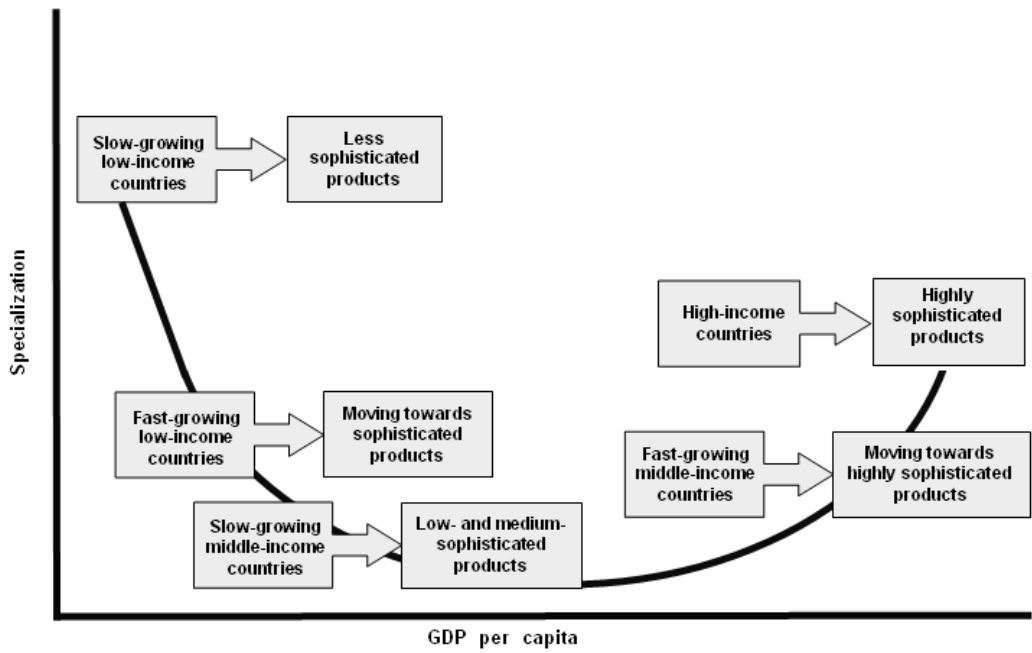 Slow-growing
low-income
countries
Less
sophisticated
products
Specialization
High-income
countries
Highly
sophisticated
products
Fast-growing
low-income
countries
Moving towards
sophisticated
products
Fast-growing
middle-income
countries
Moving towards
highly sophisticated
products
Slow-growing
middle-income
countries
Low- and medium-
sophisticated
products
GDP per capita